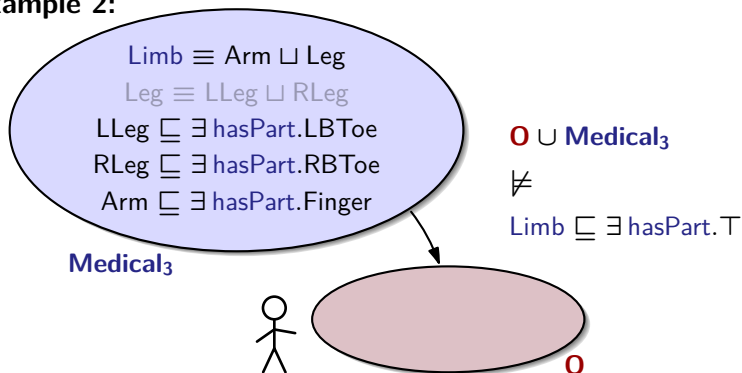 ample 2:
Limb ≡ Arm ⊔ Leg
Leg ≡ LLeg ⊔ RLeg
LLeg ⊑ ∃ hasPart.LBToe
RLeg ⊑ ∃ hasPart.RBToe
Arm ⊑ ∃ hasPart.Finger
Medical₃
O ∪ Medical₃
⊭
Limb ⊑ ∃ hasPart.⊤
O